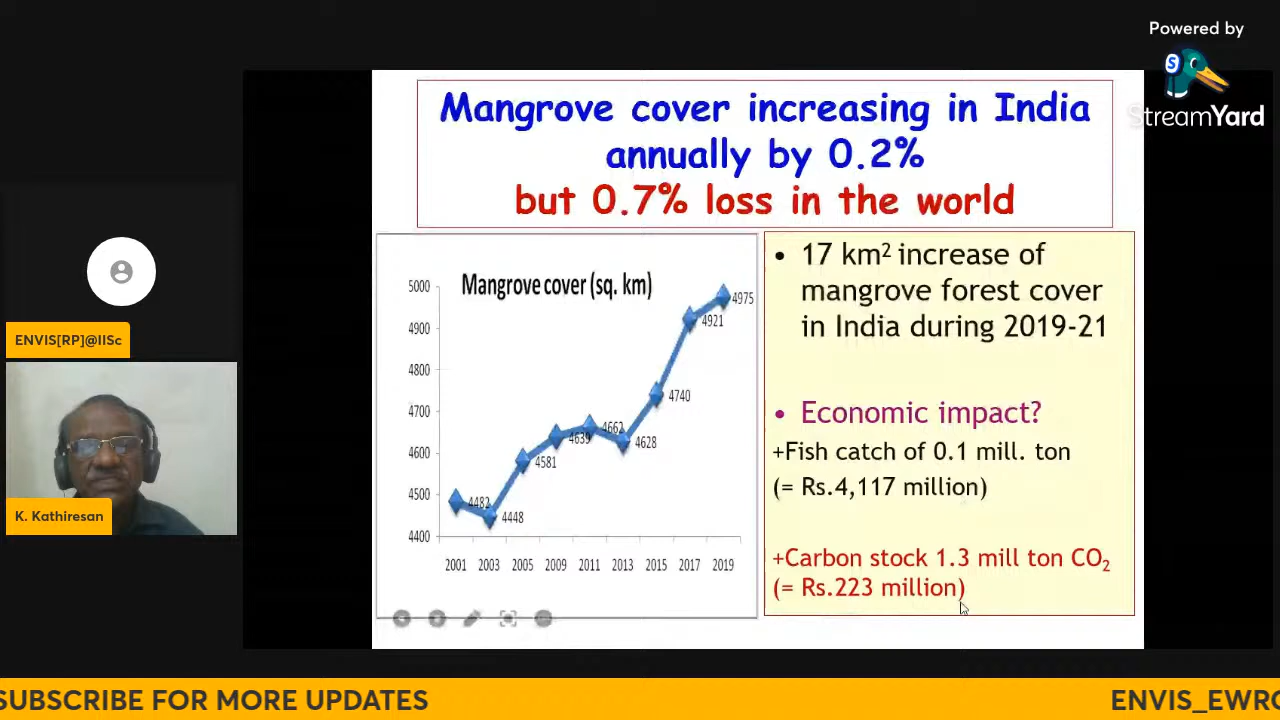 Powered by
S
StreamYard
Mangrove cover increasing in India
annually by 0.2%
but 0.7% loss in the world
Mangrove cover (sq. km)
5000
4900
4800
4700
4600
4500
4400
4482
4448
4581
4639
4662
4628
4740
4921
4975
2001 2003 2005 2009 2011 2013 2015 2017 2019
• 17 km² increase of
mangrove forest cover
in India during 2019-21
• Economic impact?
+Fish catch of 0.1 mill. ton
(= Rs.4,117 million)
+Carbon stock 1.3 mill ton CO₂
(= Rs.223 million)
ENVIS[RP]@IISc
K. Kathiresan
SUBSCRIBE FOR MORE UPDATES
ENVIS_EWRG